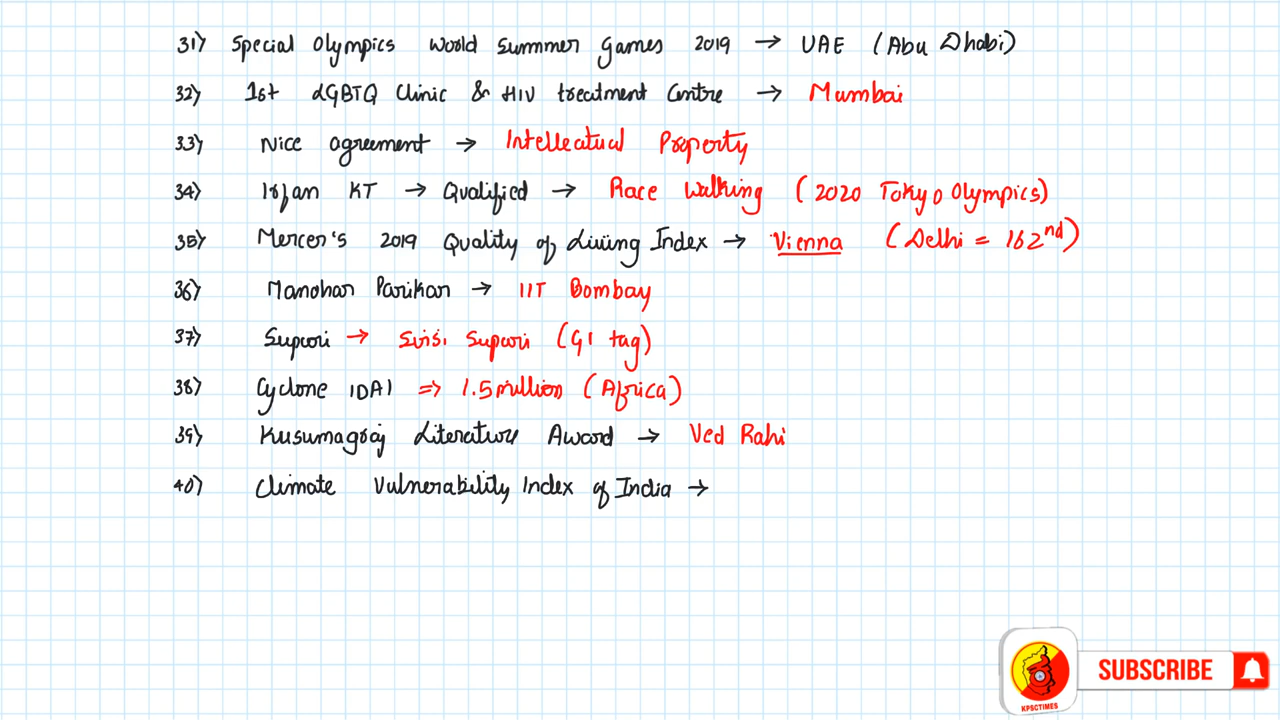 31) Special Olympics World Summer Games 2019 → UAE (Abu Dhabi)
32) 1st LGBTQ Clinic & HIV treatment Centre → Mumbai
33) Nice agreement → Intellectual Property
34) Irfan KT → Qualified → Race Walking (2020 Tokyo Olympics)
35) Mercer's 2019 Quality of Living Index → Vienna (Delhi = 162nd)
36) Manohar Parikar → IIT Bombay
37) Supari → Sirsi Supari (GI tag)
38) Cyclone IDAI ⇒ 1.5 million (Africa)
39) Kusumagraj Literature Award → Ved Rahi
40) Climate Vulnerability Index of India →
SUBSCRIBE
KPSCTIMES